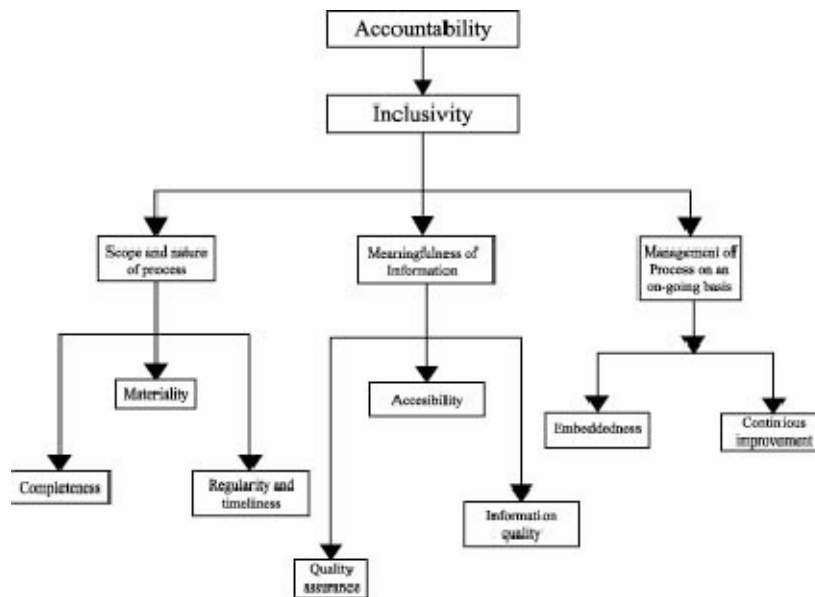 Accountability
Inclusivity
Scope and nature
of process
Meaningfulness of
Information
Management off
Process on an
on-going basis
Materiality
Accesibility
Embeddedness
Continious
improvement
Completeness
Regularity and
timeliness
Information
quality
Quality
assurance